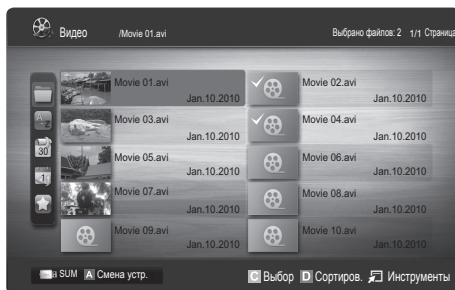 Видео /Movie 01.avi Выбрано файлов: 2 1/1 Страница
Movie 01.avi Movie 02.avi
Jan.10.2010 Jan.10.2010
Movie 03.avi Movie 04.avi
Jan.10.2010 Jan.10.2010
Movie 05.avi Movie 06.avi
Jan.10.2010 Jan.10.2010
Movie 07.avi Movie 08.avi
Jan.10.2010 Jan.10.2010
Movie 09.avi Movie 10.avi
Jan.10.2010 Jan.10.2010
30
1
a SUM A Смена устр. C Выбор D Сортиров. Инструменты